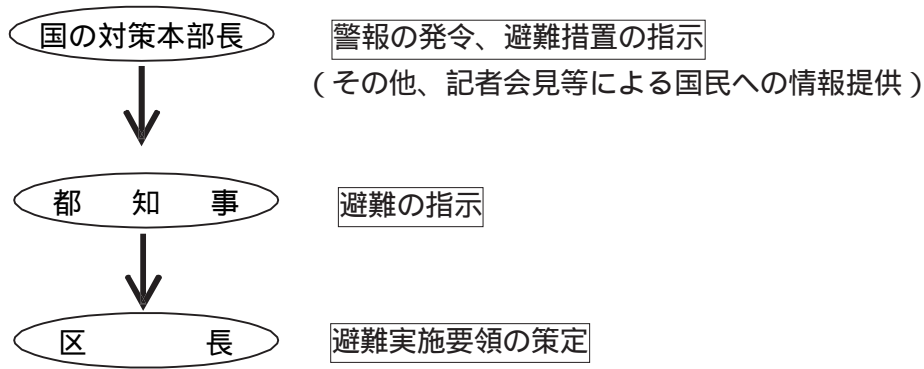 国の対策本部長 警報の発令、避難措置の指示
（その他、記者会見等による国民への情報提供）
都 知 事 避難の指示
区 長 避難実施要領の策定